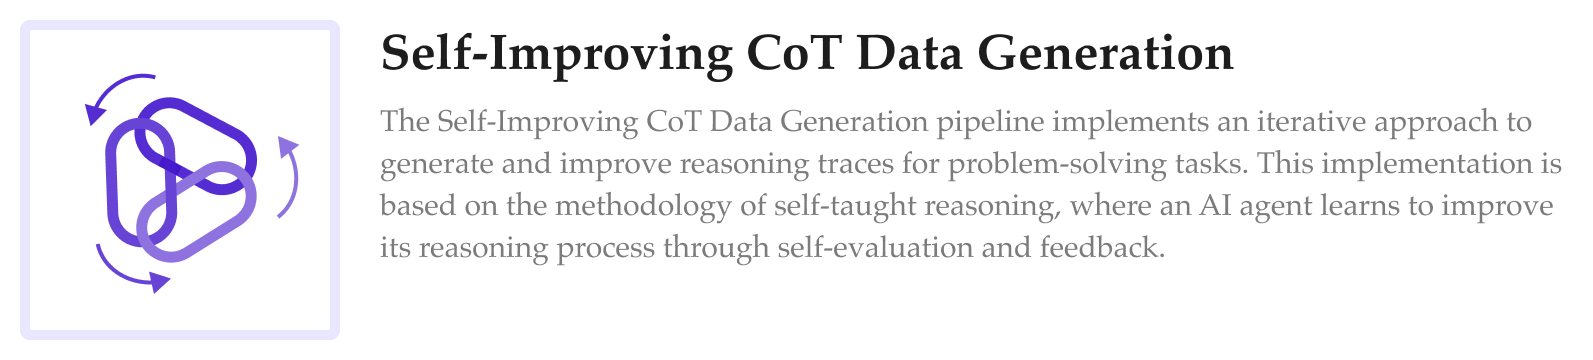 Self-Improving CoT Data Generation
The Self-Improving CoT Data Generation pipeline implements an iterative approach to
generate and improve reasoning traces for problem-solving tasks. This implementation is
based on the methodology of self-taught reasoning, where an AI agent learns to improve
its reasoning process through self-evaluation and feedback.